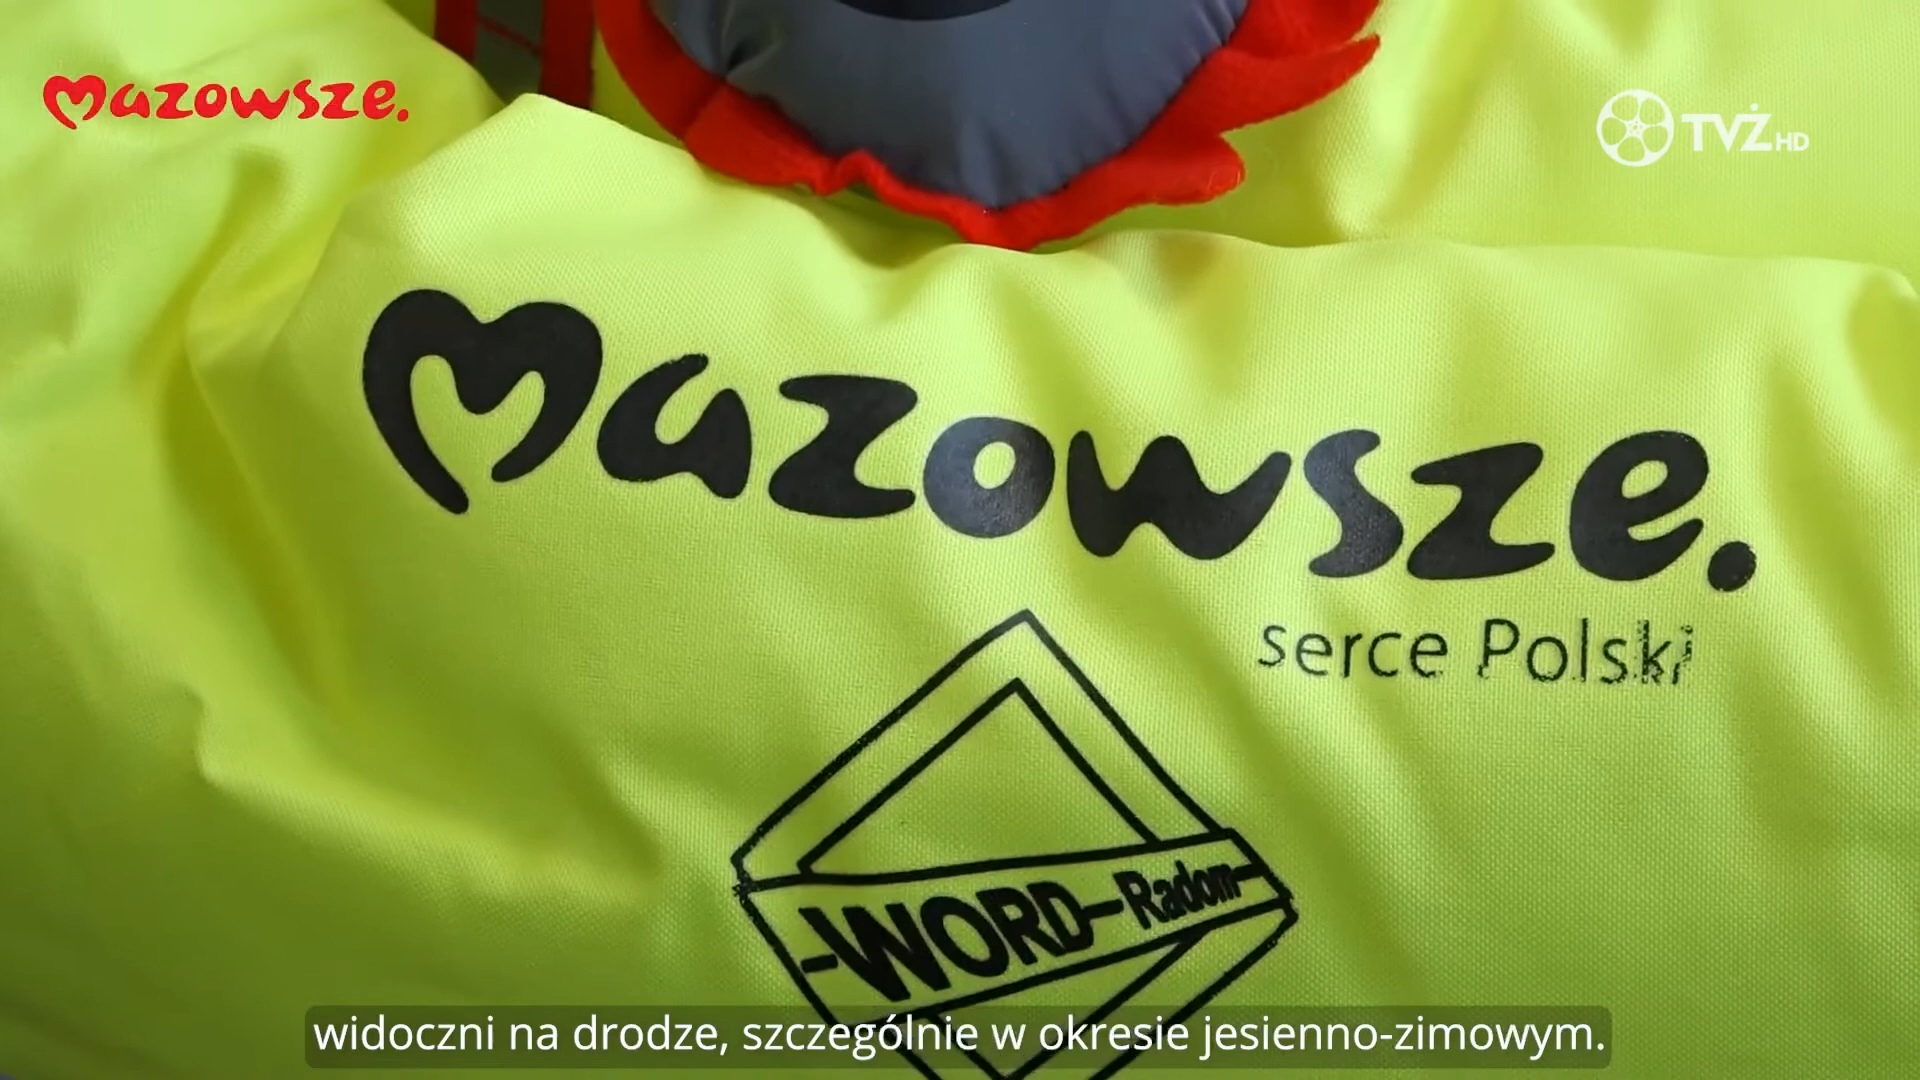 Mazowsze.
TVŻ HD
Mazowsze.
serce Polski
-WORD-Radom-
widoczni na drodze, szczególnie w okresie jesienno-zimowym.